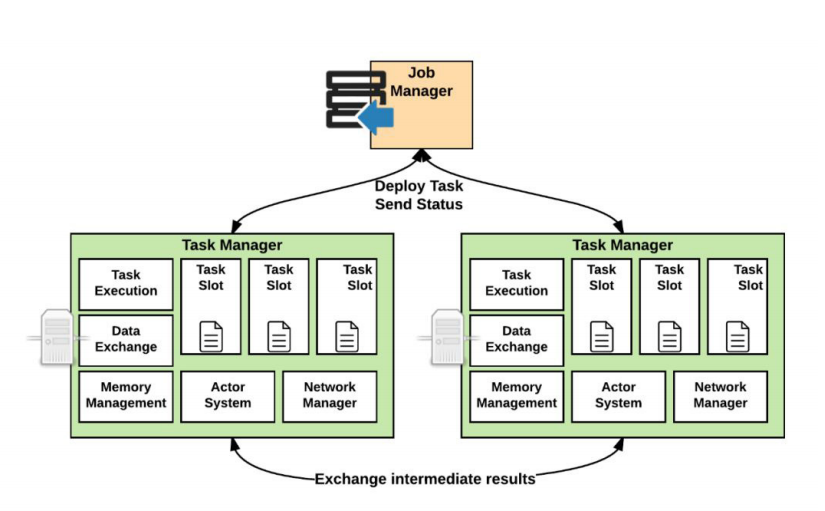 Job
Manager
Deploy Task
Send Status
Task Manager
Task
Execution
Task
Slot
Task
Slot
Task
Slot
Data
Exchange
Memory
Management
Actor
System
Network
Manager
Task Manager
Task
Execution
Task
Slot
Task
Slot
Task
Slot
Data
Exchange
Memory
Management
Actor
System
Network
Manager
Exchange intermediate results